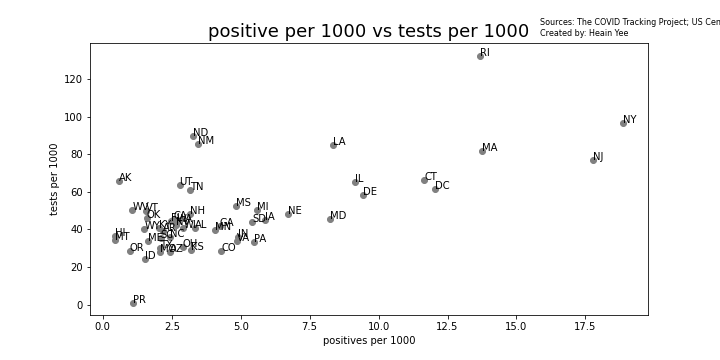 positive per 1000 vs tests per 1000
Sources: The COVID Tracking Project; US Cen
Created by: Heain Yee
tests per 1000
120
100
80
60
40
20
0
RI
NY
ND
NM
LA
MA
NJ
AK
UT
TN
IL
DE
CT
DC
WV
VT
OK
NH
MS
MI
NE
MD
SD
IA
GA
MN
AL
WI
WY
HI
MT
ME
OR
ID
AZ
OH
KS
CO
IN
VA
PA
NC
PR
0.0
2.5
5.0
7.5
10.0
12.5
15.0
17.5
positives per 1000